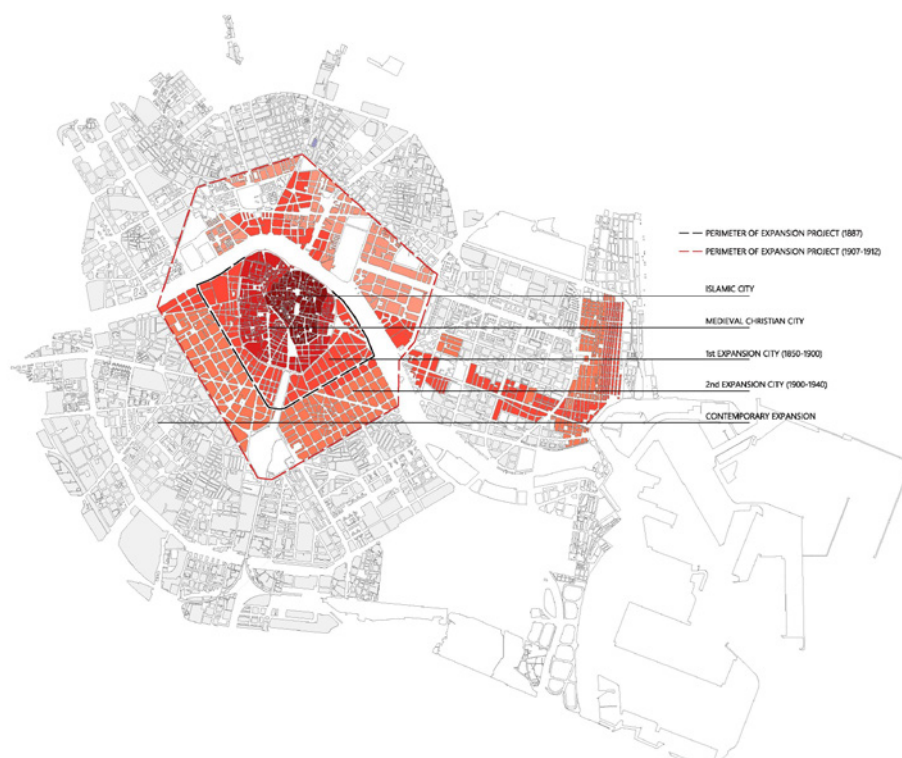 PERIMETER OF EXPANSION PROJECT (1887)
PERIMETER OF EXPANSION PROJECT (1907-1912)
ISLAMIC CITY
MEDIEVAL CHRISTIAN CITY
1st EXPANSION CITY (1850-1900)
2nd EXPANSION CITY (1900-1940)
CONTEMPORARY EXPANSION